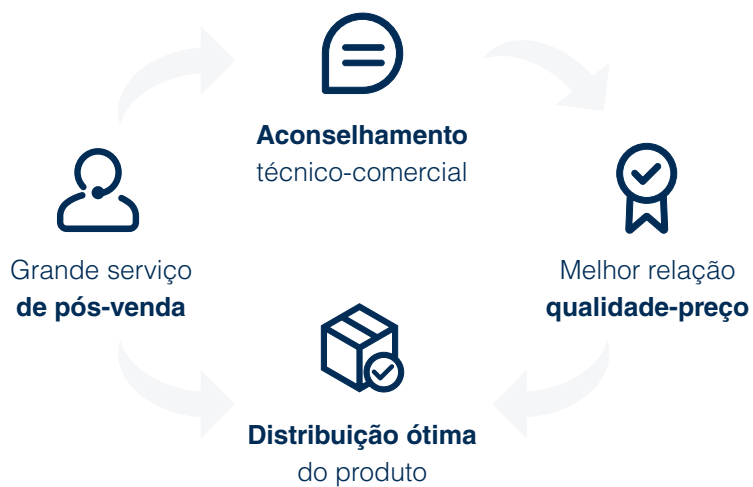 Aconselhamento
técnico-comercial
Grande serviço
de pós-venda
Melhor relação
qualidade-preço
Distribuição ótima
do produto